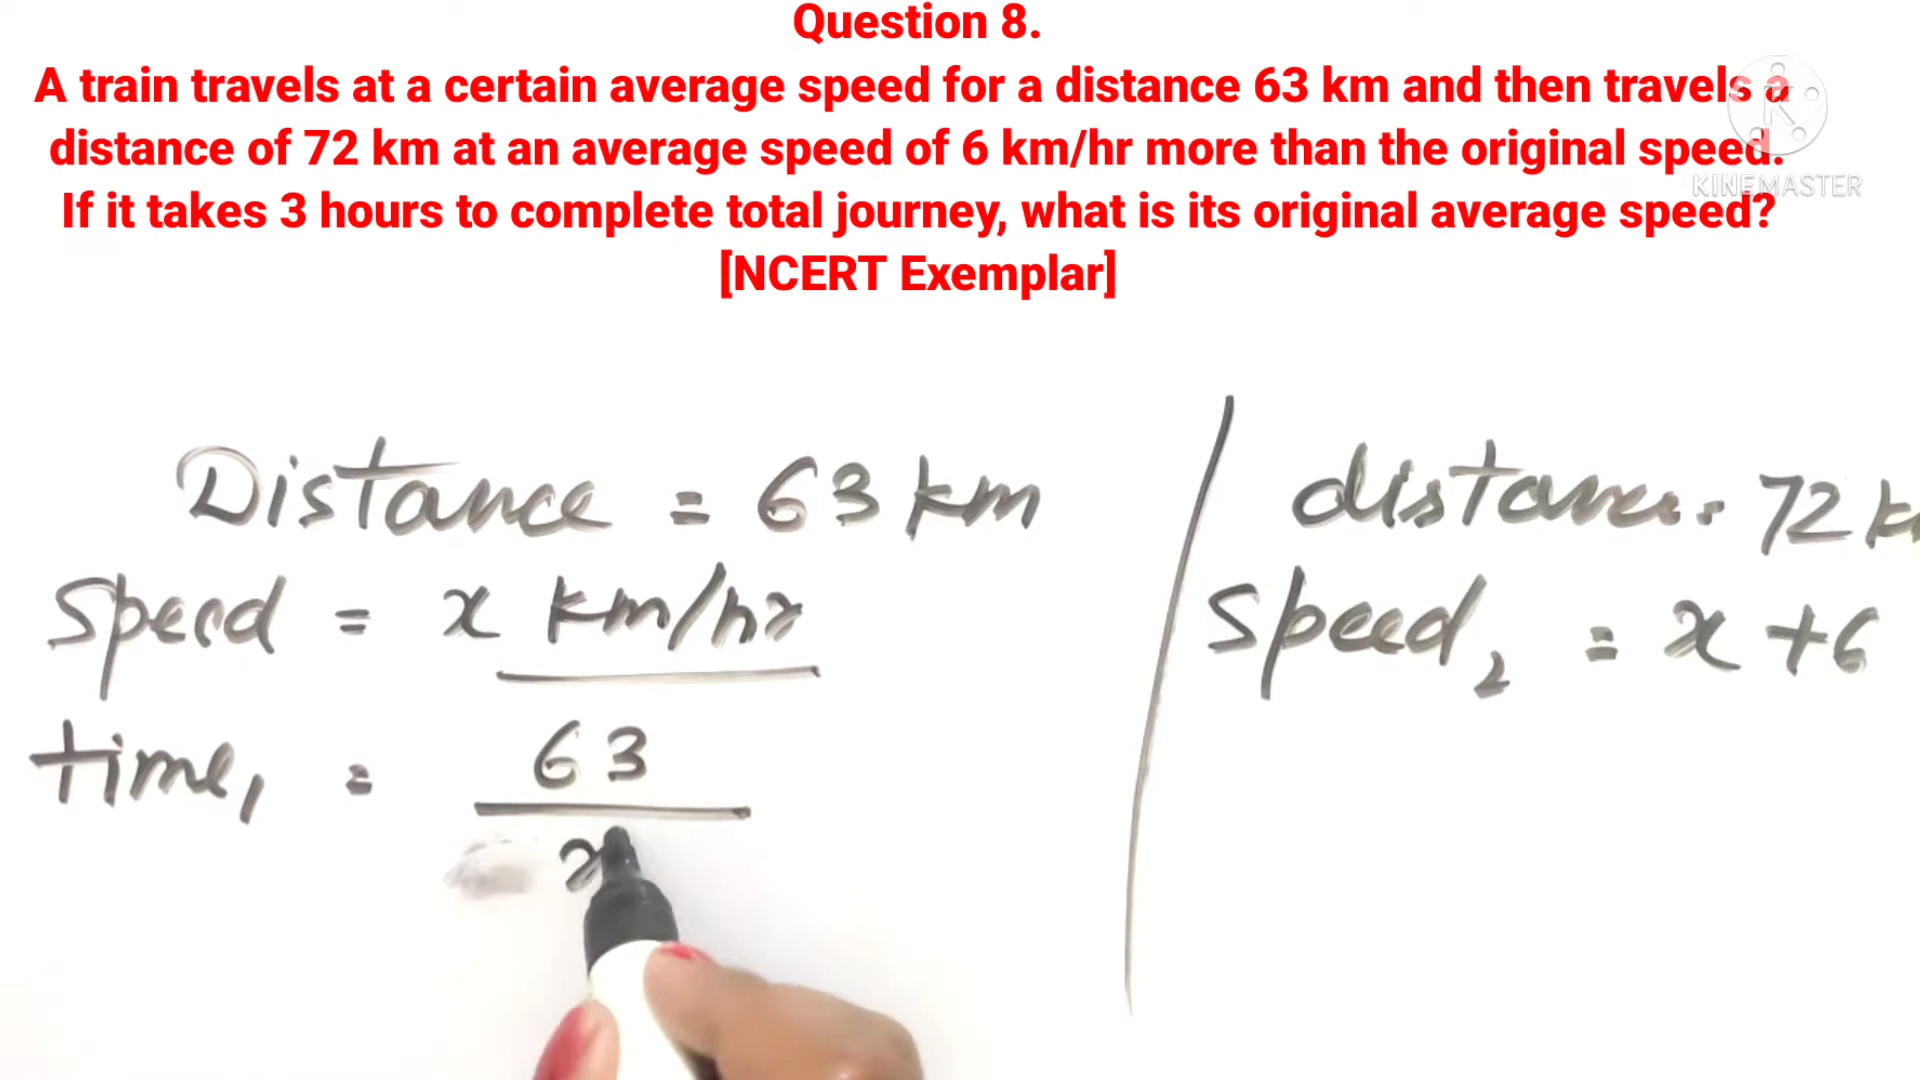 Question 8.
A train travels at a certain average speed for a distance 63 km and then travels a
distance of 72 km at an average speed of 6 km/hr more than the original speed.
If it takes 3 hours to complete total journey, what is its original average speed?
[NCERT Exemplar]
KINEMASTER
Distance = 63 km
Speed = x km/hr
time1 = 63
x
distance = 72 k
Speed2 = x + 6